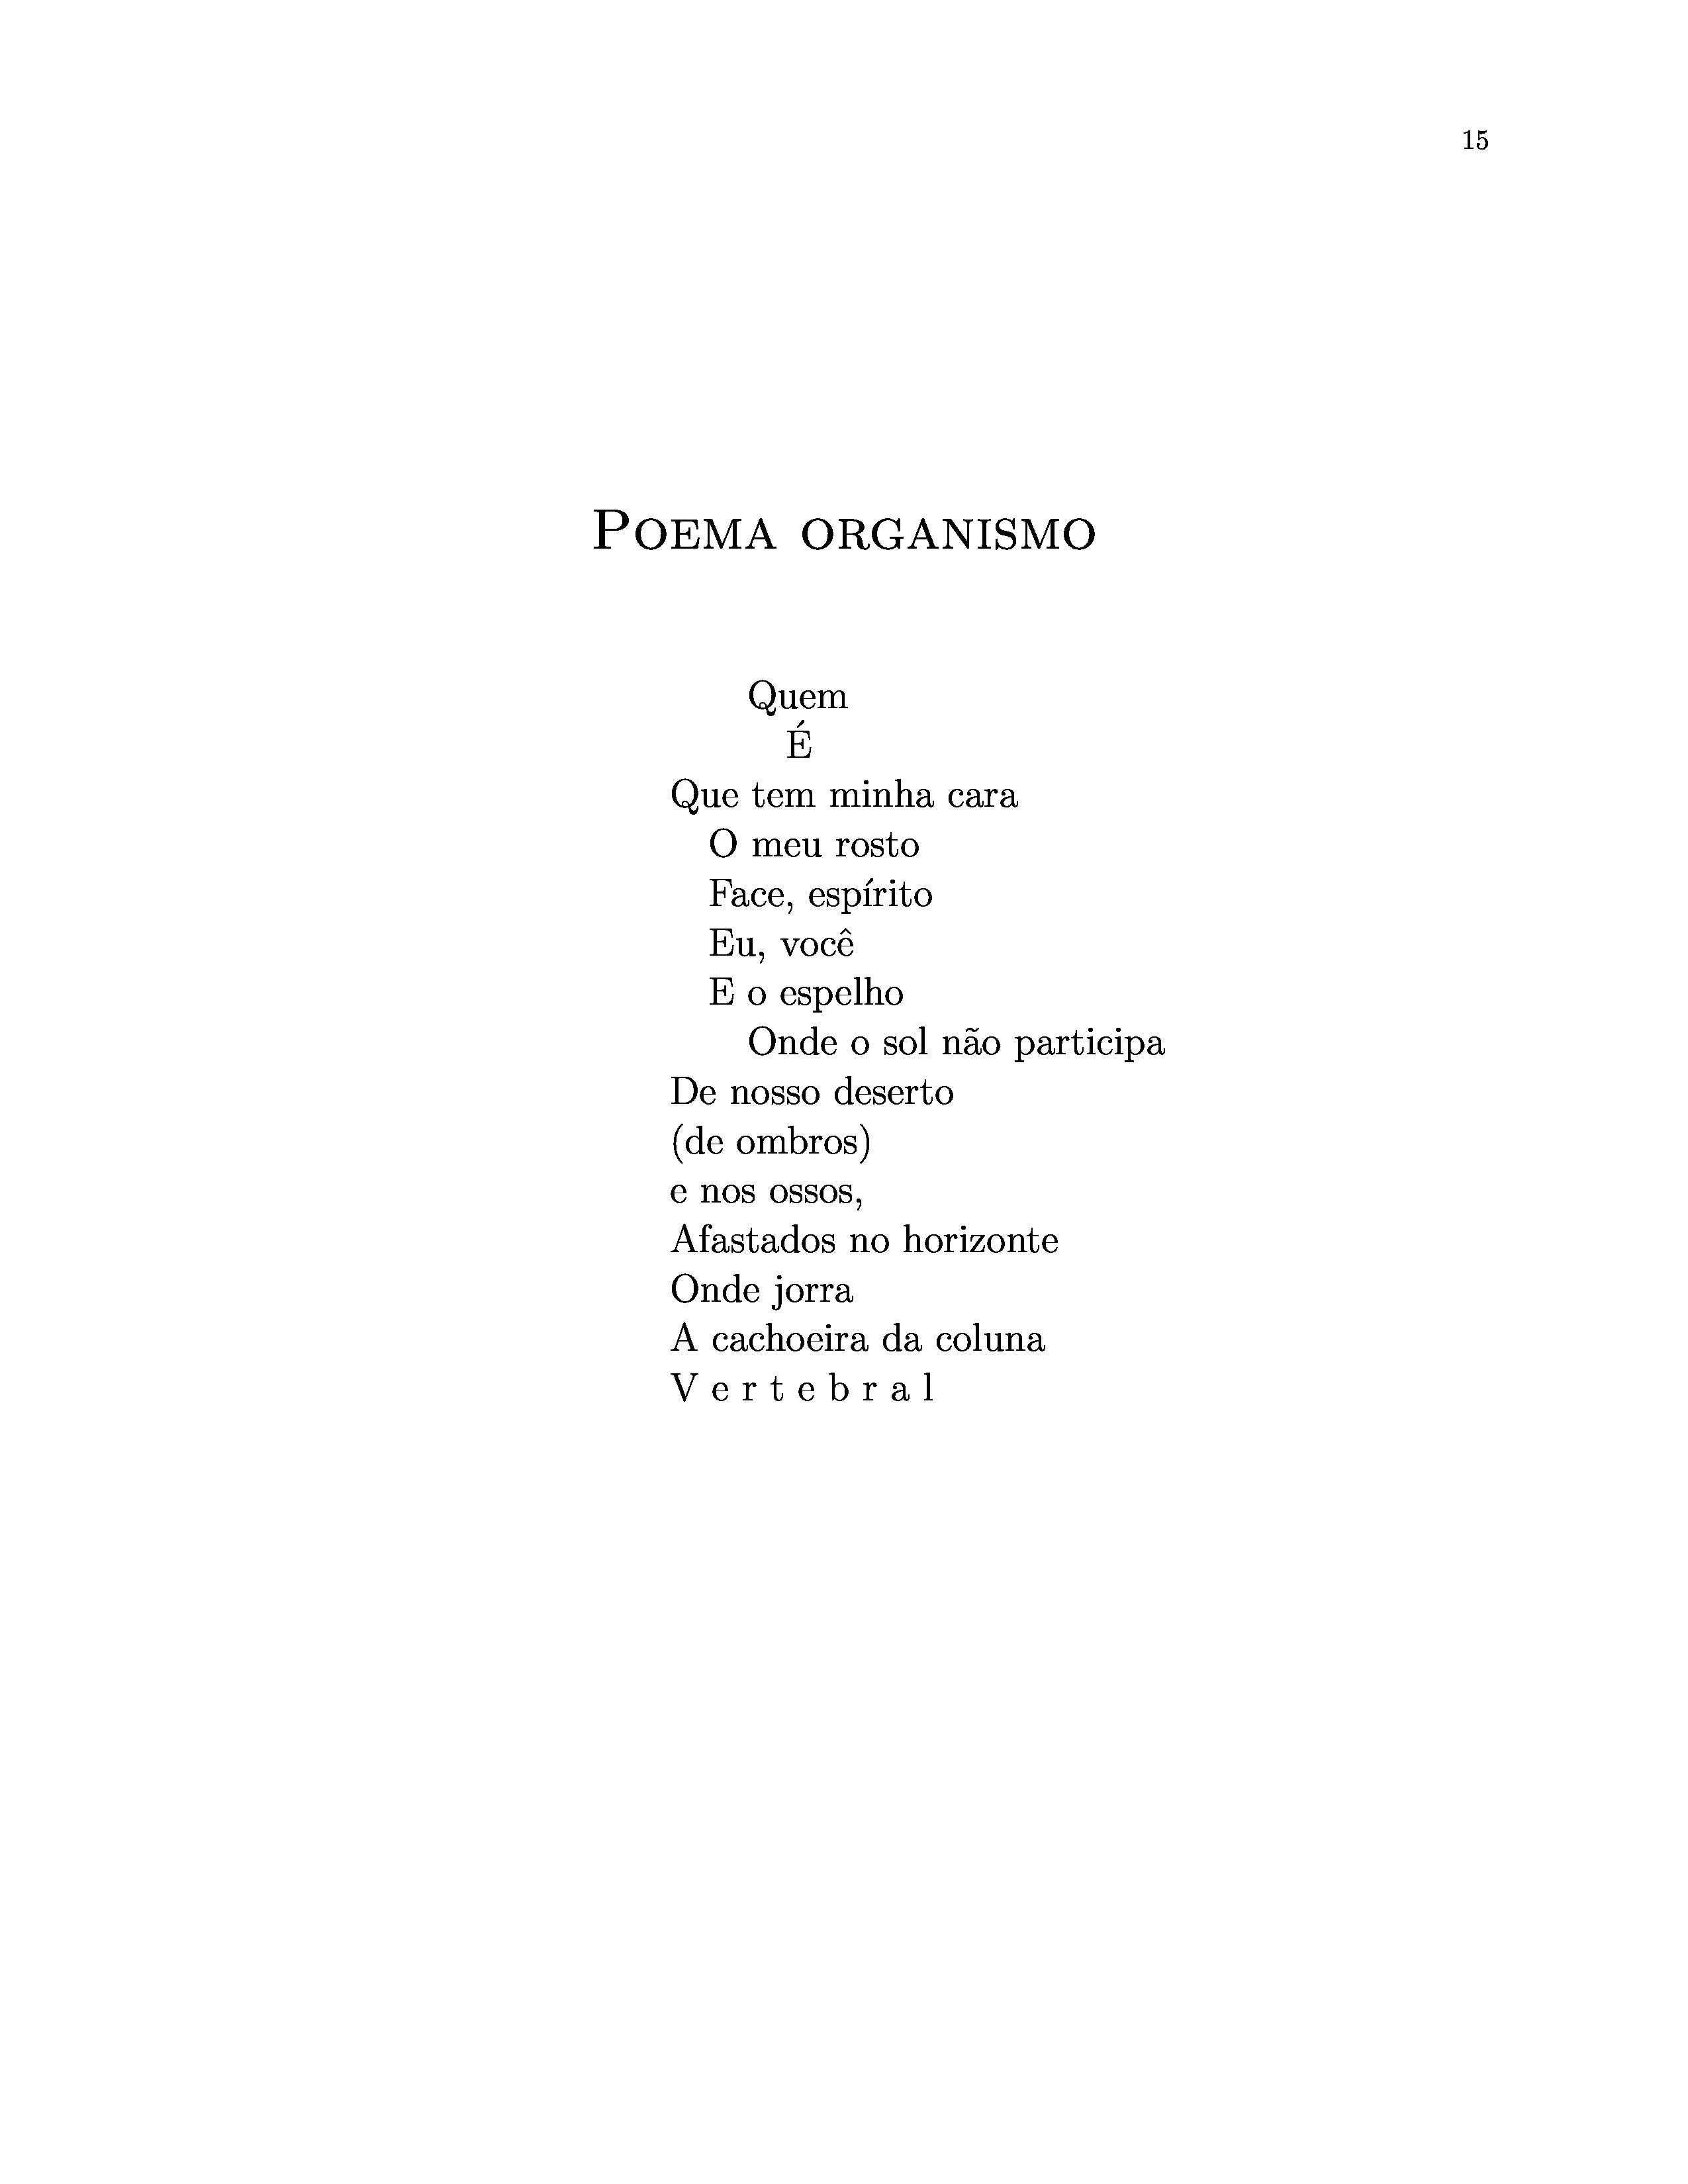 15
Poema organismo
Quem
É
Que tem minha cara
O meu rosto
Face, espírito
Eu, você
E o espelho
Onde o sol não participa
De nosso deserto
(de ombros)
e nos ossos,
Afastados no horizonte
Onde jorra
A cachoeira da coluna
V e r t e b r a l